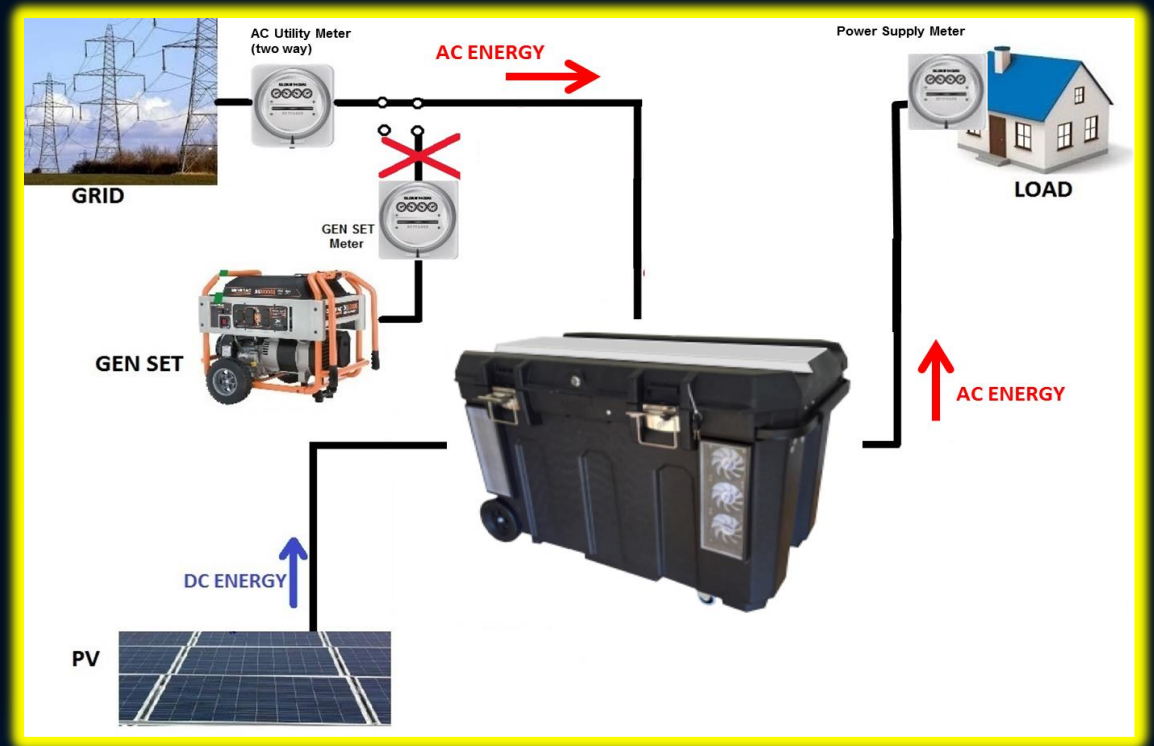 AC Utility Meter
(two way)
AC ENERGY
Power Supply Meter
GRID
LOAD
GEN SET
Meter
GEN SET
AC ENERGY
DC ENERGY
PV